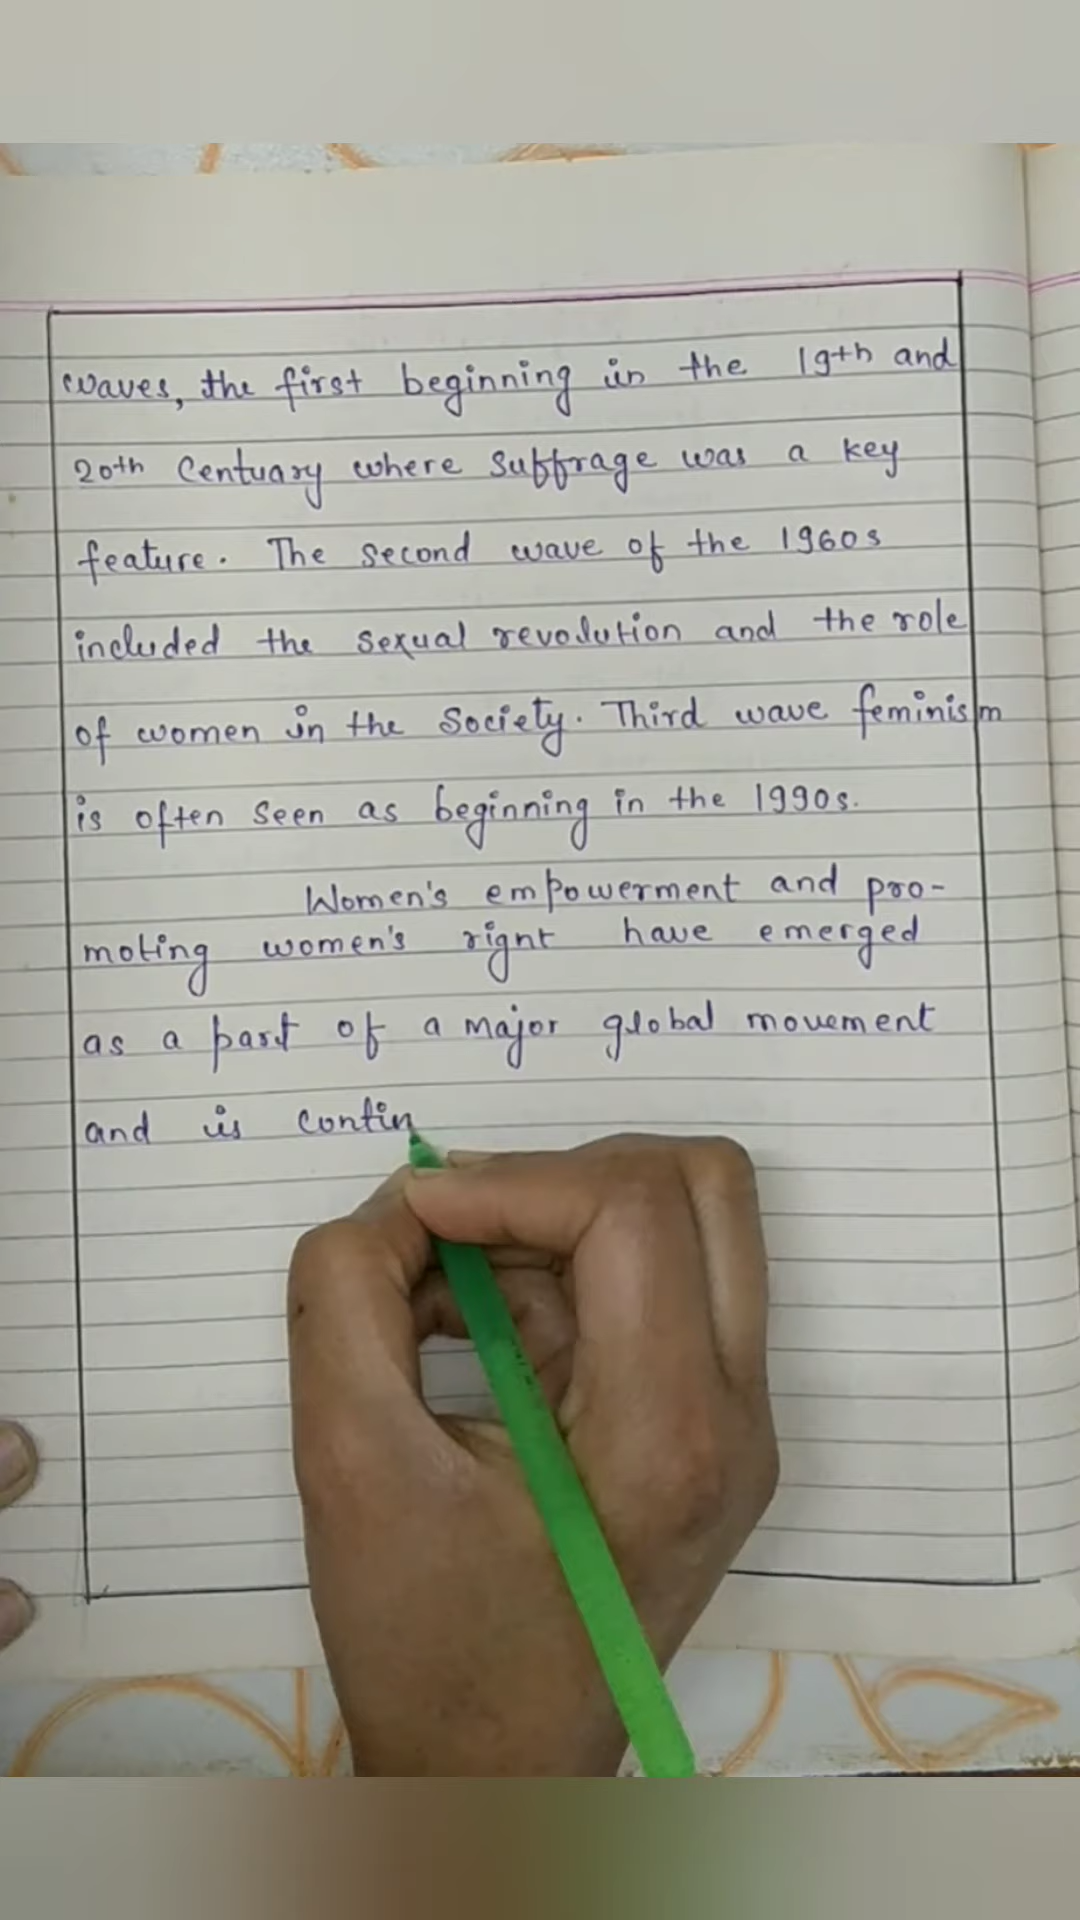 waves, the first beginning in the 19th and
20th Centuary where suffrage was a key
feature. The second wave of the 1960s
included the sexual revolution and the role
of women in the Society. Third wave feminism
is often seen as beginning in the 1990s.
Women's empowerment and pro-
moting women's right have emerged
as a part of a major global movement
and is contin